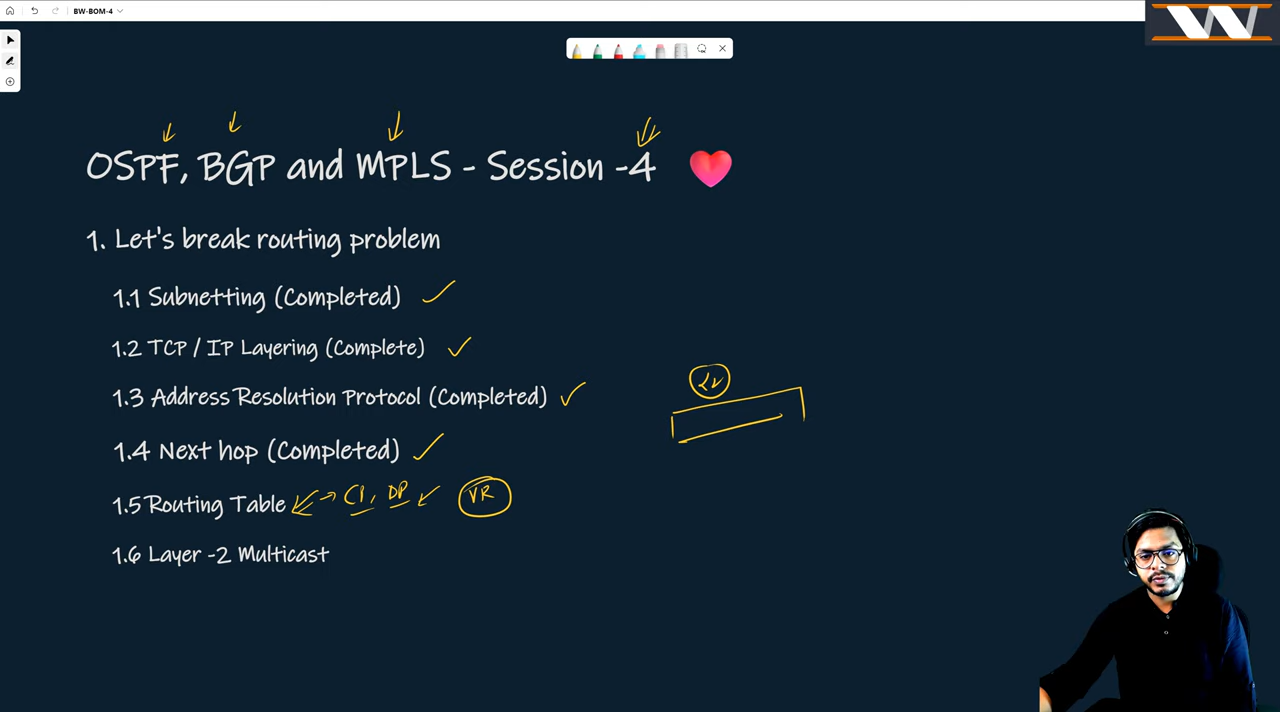 BW-BOM-4
OSPF, BGP and MPLS - Session -4
1. Let's break routing problem
1.1 Subnetting (Completed)
1.2 TCP / IP Layering (Complete)
1.3 Address Resolution Protocol (Completed)
1.4 Next hop (Completed)
1.5 Routing Table → CP, DP VR
1.6 Layer -2 Multicast